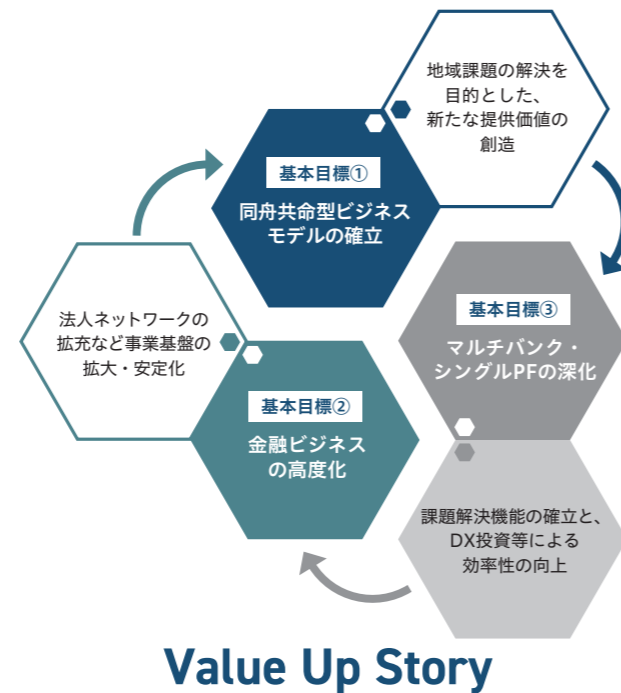 地域課題の解決を
目的とした、
新たな提供価値の
創造
基本目標①
同舟共命型ビジネス
モデルの確立
基本目標③
マルチバンク・
シングルPFの深化
法人ネットワークの
拡充など事業基盤の
拡大・安定化
基本目標②
金融ビジネス
の高度化
課題解決機能の確立と、
DX投資等による
効率性の向上
Value Up Story